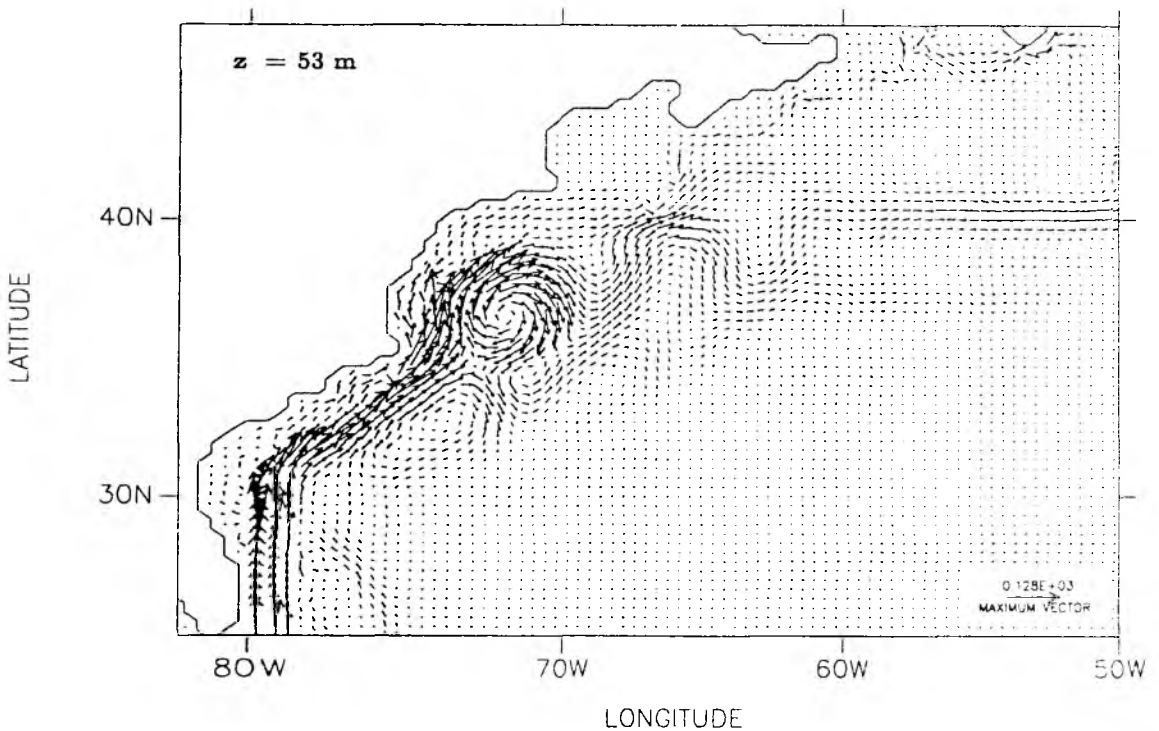 z = 53 m
40N
30N
LATITUDE
0.128E+03
MAXIMUM VECTOR
80W
70W
60W
50W
LONGITUDE